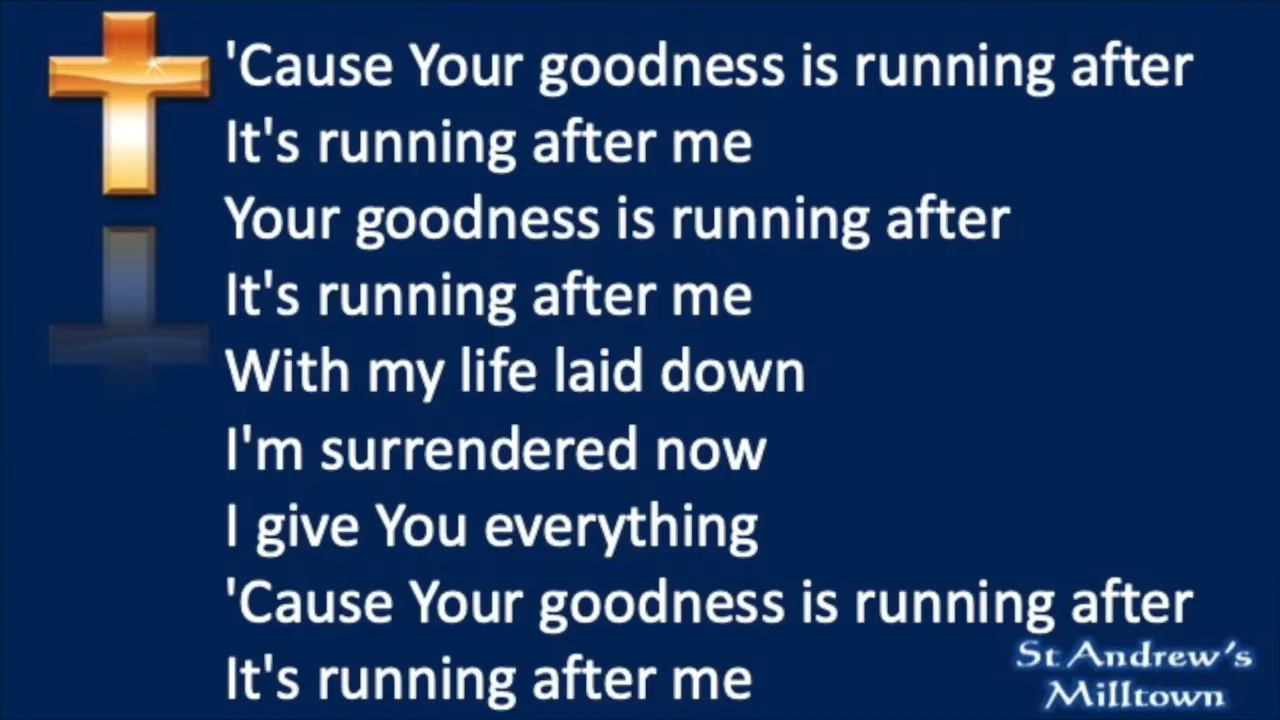 'Cause Your goodness is running after
It's running after me
Your goodness is running after
It's running after me
With my life laid down
I'm surrendered now
I give You everything
'Cause Your goodness is running after
It's running after me
St Andrew's
Milltown